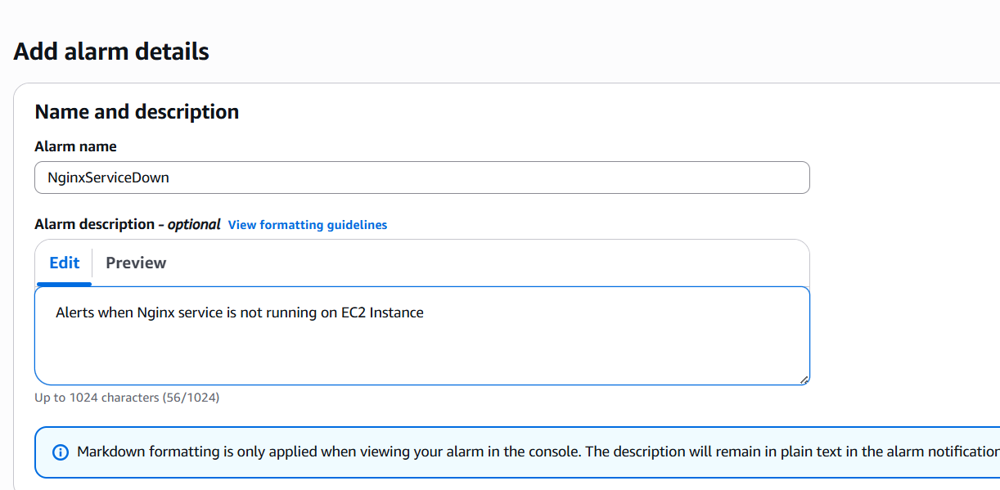 Add alarm details
Name and description
Alarm name
NginxServiceDown
Alarm description - optional View formatting guidelines
Edit Preview
Alerts when Nginx service is not running on EC2 Instance
Up to 1024 characters (56/1024)
Markdown formatting is only applied when viewing your alarm in the console. The description will remain in plain text in the alarm notification